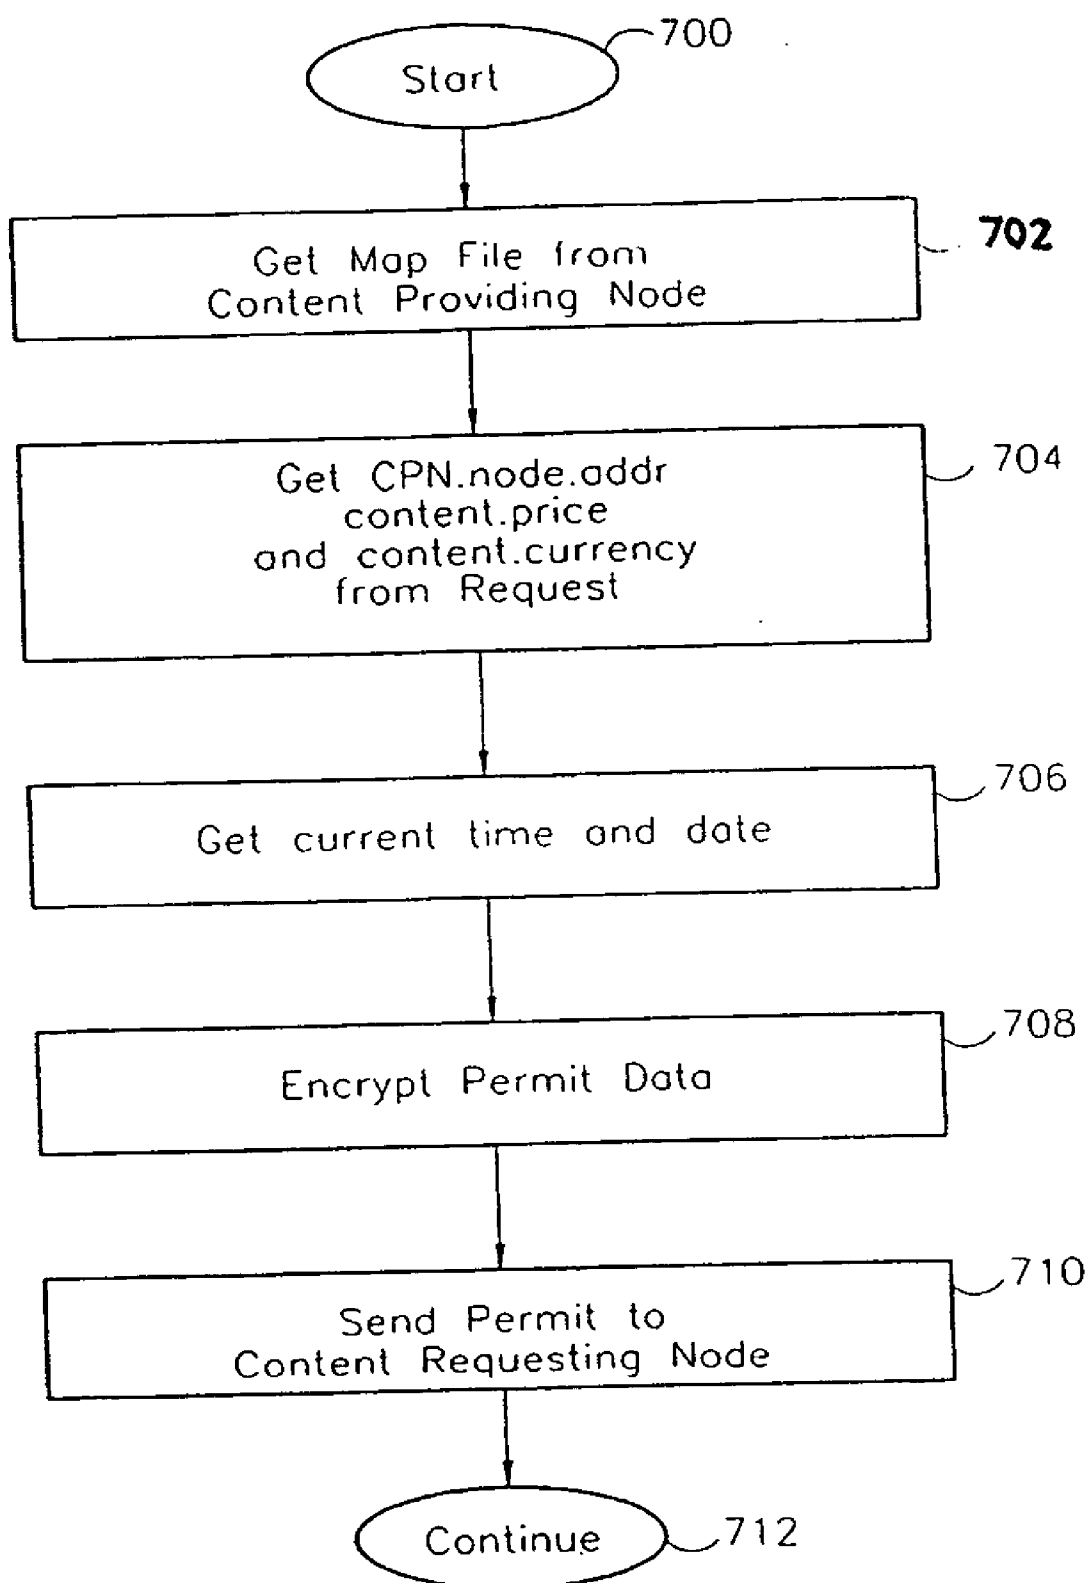 Start
700
Get Map File from
Content Providing Node
702
Get CPN.node.addr
content.price
and content.currency
from Request
704
Get current time and date
706
Encrypt Permit Data
708
Send Permit to
Content Requesting Node
710
Continue
712